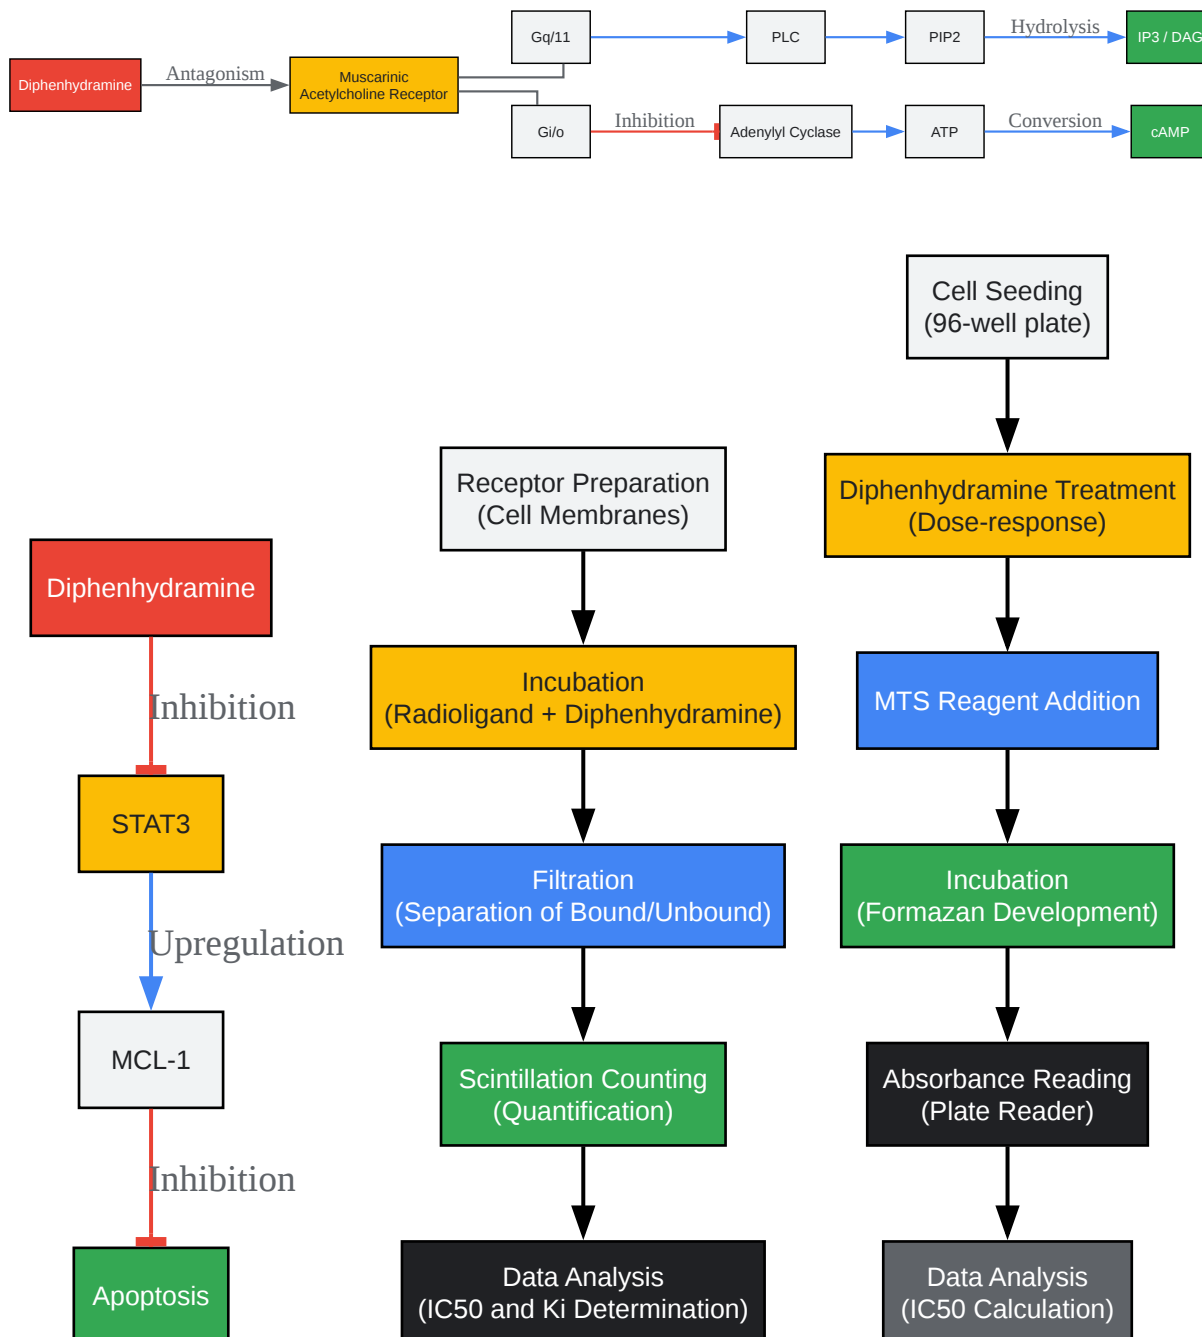 Diphenhydramine
Antagonism
Muscarinic
Acetylcholine Receptor
Gq/11
PLC
PIP2
Hydrolysis
IP3 / DAG
Gi/o
Inhibition
Adenylyl Cyclase
ATP
Conversion
cAMP
Diphenhydramine
Inhibition
STAT3
Upregulation
MCL-1
Inhibition
Apoptosis
Receptor Preparation
(Cell Membranes)
Incubation
(Radioligand + Diphenhydramine)
Filtration
(Separation of Bound/Unbound)
Scintillation Counting
(Quantification)
Data Analysis
(IC50 and Ki Determination)
Cell Seeding
(96-well plate)
Diphenhydramine Treatment
(Dose-response)
MTS Reagent Addition
Incubation
(Formazan Development)
Absorbance Reading
(Plate Reader)
Data Analysis
(IC50 Calculation)